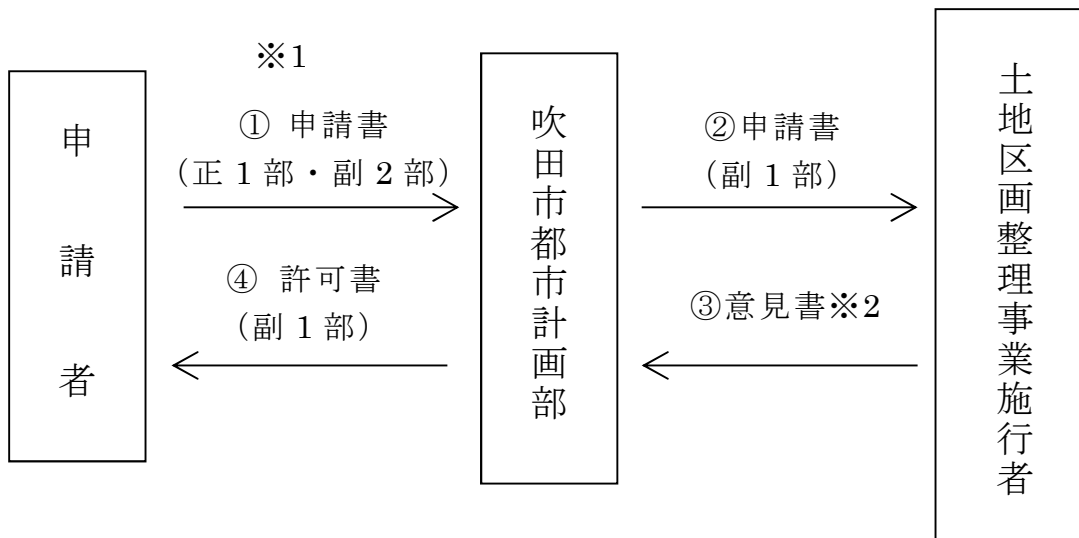 申請者
※1
① 申請書
（正 1 部・副 2 部）
④ 許可書
（副 1 部）
吹田市都市計画部
②申請書
（副 1 部）
③意見書※2
土地区画整理事業施行者